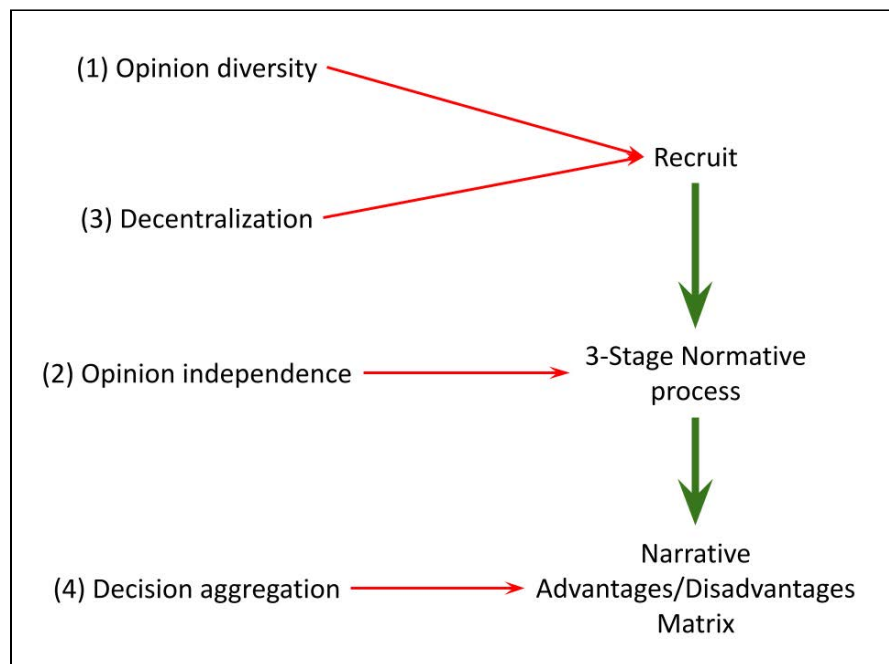 (1) Opinion diversity
Recruit
(3) Decentralization
(2) Opinion independence
3-Stage Normative
process
(4) Decision aggregation
Narrative
Advantages/Disadvantages
Matrix